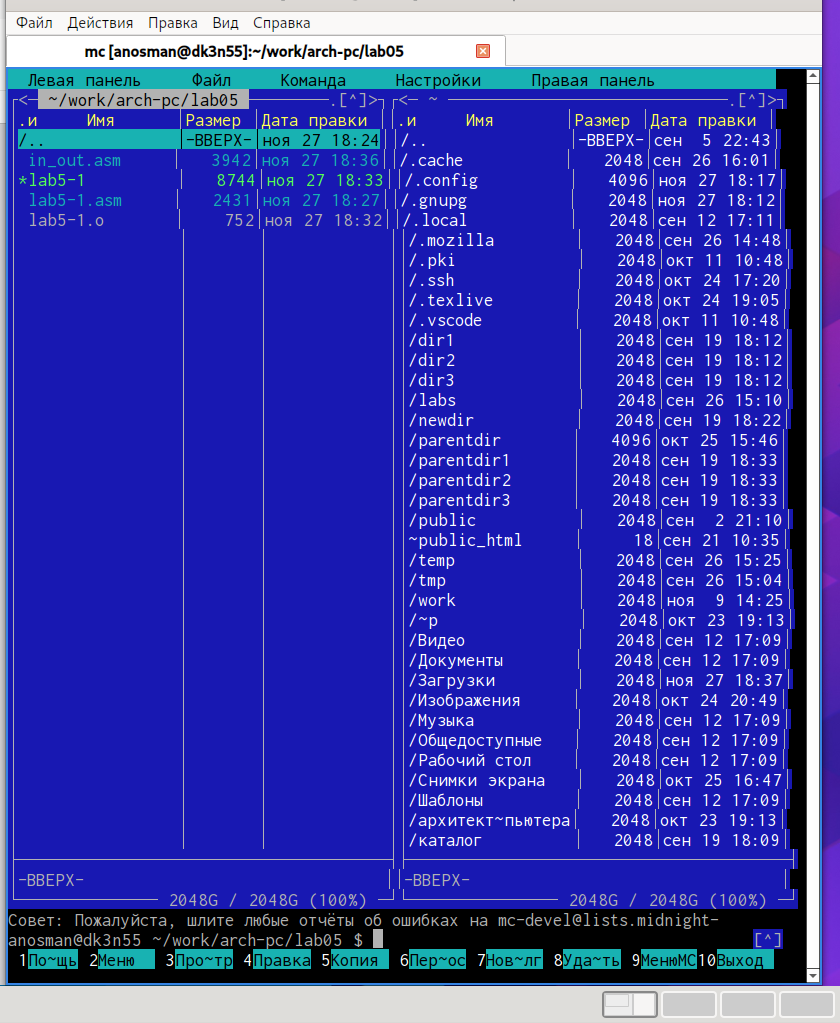 Файл Действия Правка Вид Справка
mc [anosman@dk3n55]:~/work/arch-pc/lab05
Левая панель Файл Команда Настройки Правая панель
<— ~/work/arch-pc/lab05 .[^]> <— ~ .[^]>
.и Имя Размер Дата правки .и Имя Размер Дата правки
/.. -ВВЕРХ- ноя 27 18:24 /.. -ВВЕРХ- сен 5 22:43
in_out.asm 3942 ноя 27 18:36 /.cache 2048 сен 26 16:01
*lab5-1 8744 ноя 27 18:33 /.config 4096 ноя 27 18:17
lab5-1.asm 2431 ноя 27 18:27 /.gnupg 2048 ноя 27 18:12
lab5-1.o 752 ноя 27 18:32 /.local 2048 сен 12 17:11
/.mozilla 2048 сен 26 14:48
/.pki 2048 окт 11 10:48
/.ssh 2048 окт 24 17:20
/.texlive 2048 окт 24 19:05
/.vscode 2048 окт 11 10:48
/dir1 2048 сен 19 18:12
/dir2 2048 сен 19 18:12
/dir3 2048 сен 19 18:12
/labs 2048 сен 26 15:10
/newdir 2048 сен 19 18:22
/parentdir 4096 окт 25 15:46
/parentdir1 2048 сен 19 18:33
/parentdir2 2048 сен 19 18:33
/parentdir3 2048 сен 19 18:33
/public 2048 сен 2 21:10
~public_html 18 сен 21 10:35
/temp 2048 сен 26 15:25
/tmp 2048 сен 26 15:04
/work 2048 ноя 9 14:25
/~p 2048 окт 23 19:13
/Видео 2048 сен 12 17:09
/Документы 2048 сен 12 17:09
/Загрузки 2048 ноя 27 18:37
/Изображения 2048 окт 24 20:49
/Музыка 2048 сен 12 17:09
/Общедоступные 2048 сен 12 17:09
/Рабочий стол 2048 сен 12 17:09
/Снимки экрана 2048 окт 25 16:47
/Шаблоны 2048 сен 12 17:09
/архитект~пьютера 2048 окт 23 19:13
/каталог 2048 сен 19 18:09
-ВВЕРХ- -ВВЕРХ-
2048G / 2048G (100%) 2048G / 2048G (100%)
Совет: Пожалуйста, шлите любые отчёты об ошибках на mc-devel@lists.midnight-
anosman@dk3n55 ~/work/arch-pc/lab05 $ [^]
1По~щь 2Меню 3Про~тр 4Правка 5Копия 6Пер~ос 7Нов~лг 8Уда~ть 9МенюMC 10Выход